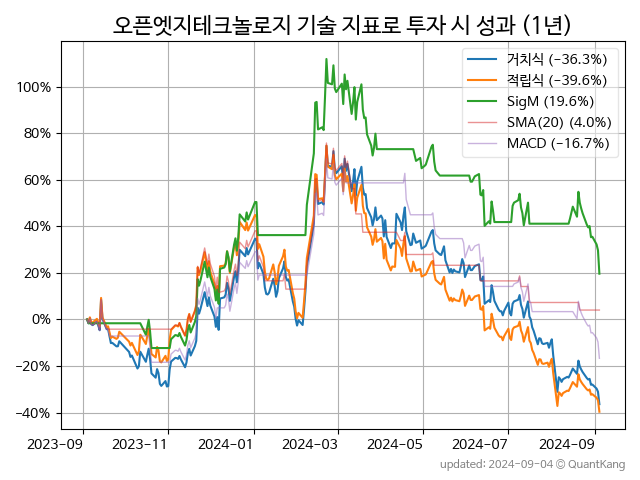 오픈엣지테크놀로지 기술 지표로 투자 시 성과 (1년)
거치식 (−36.3%)
적립식 (−39.6%)
SigM (19.6%)
SMA(20) (4.0%)
MACD (−16.7%)
100%
80%
60%
40%
20%
0%
−20%
−40%
2023-09 2023-11 2024-01 2024-03 2024-05 2024-07 2024-09
updated: 2024-09-04 © QuantKang